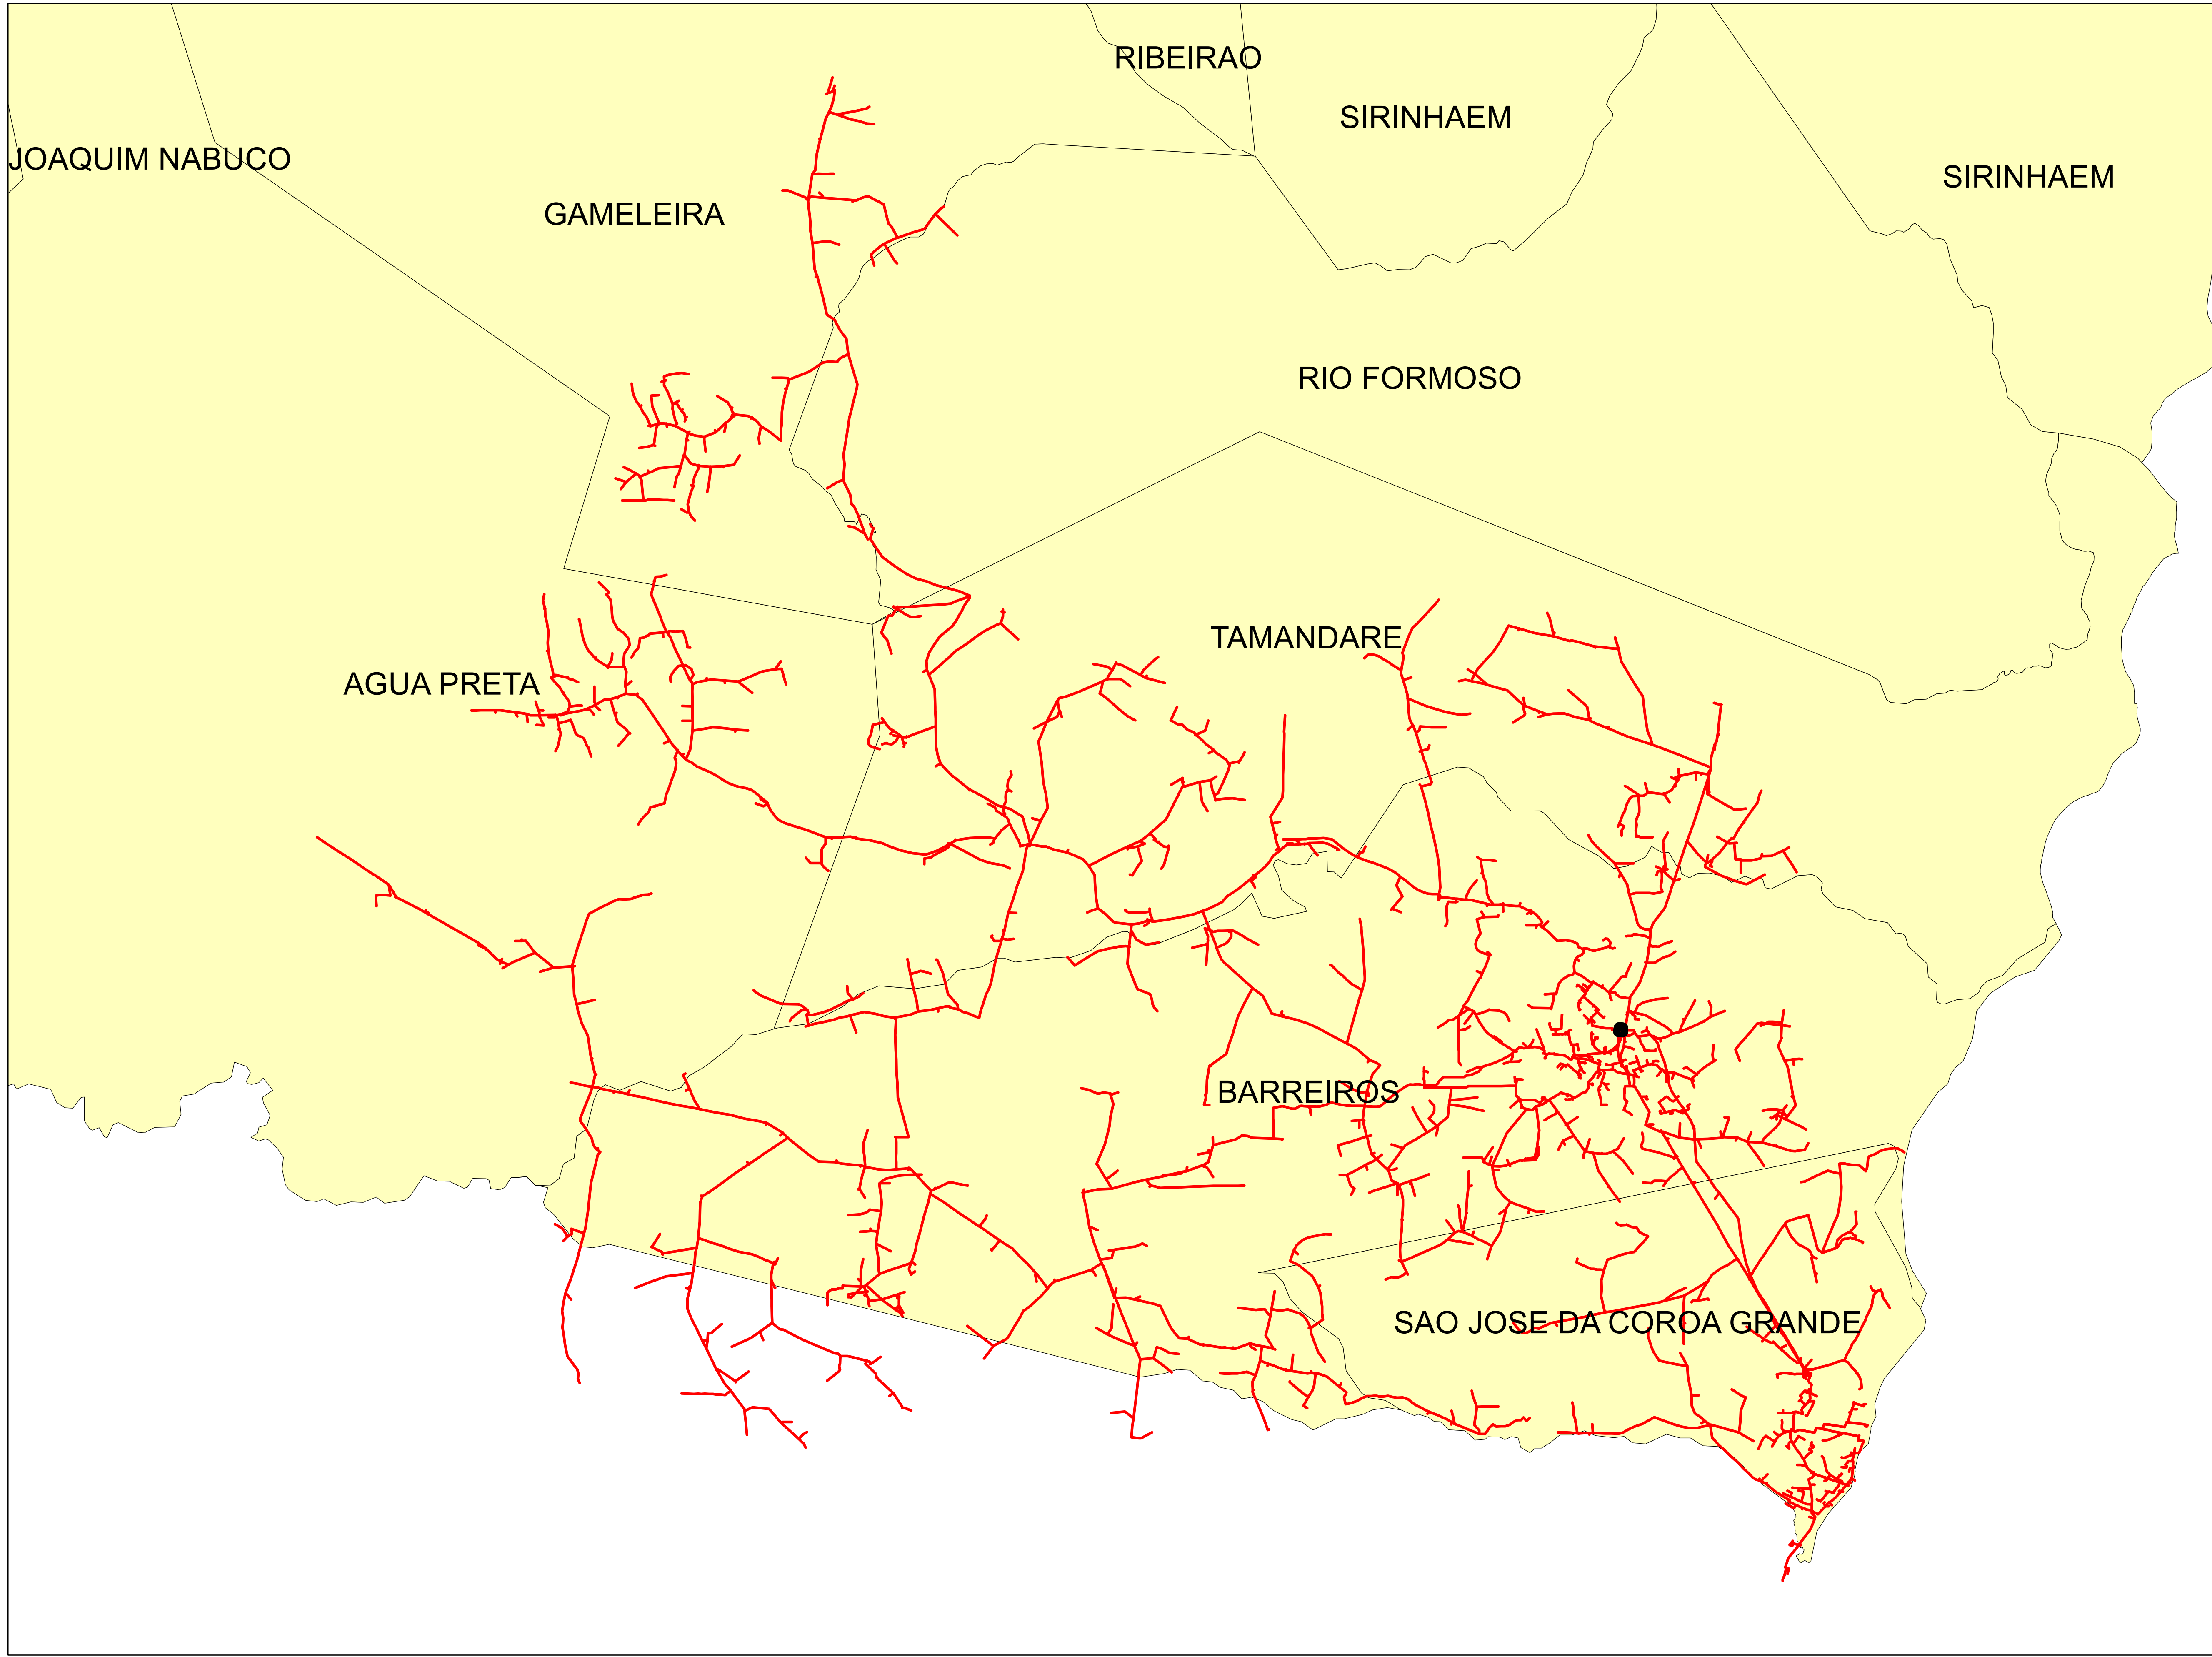 RIBEIRAO
SIRINHAEM
JOAQUIM NABUCO
SIRINHAEM
GAMELEIRA
RIO FORMOSO
TAMANDARE
AGUA PRETA
BARREIROS
SAO JOSE DA COROA GRANDE